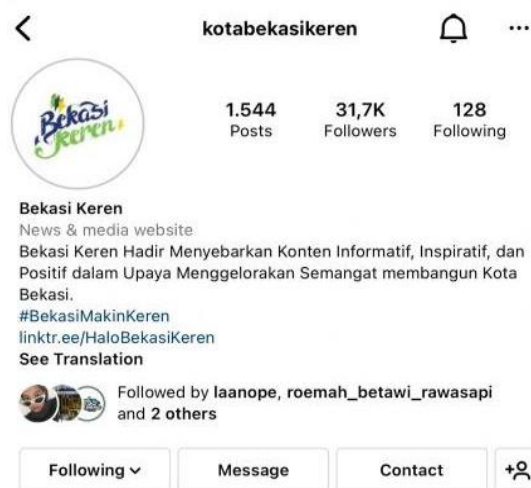 kotabekasikeren
Bekasi
Keren
1.544
31,7K
128
Posts
Followers
Following
Bekasi Keren
News & media website
Bekasi Keren Hadir Menyebarkan Konten Informatif, Inspiratif, dan
Positif dalam Upaya Menggelorakan Semangat membangun Kota
Bekasi.
#BekasiMakinKeren
linktr.ee/HaloBekasiKeren
See Translation
Followed by laanope, roemah_betawi_rawasapi
and 2 others
Following
Message
Contact